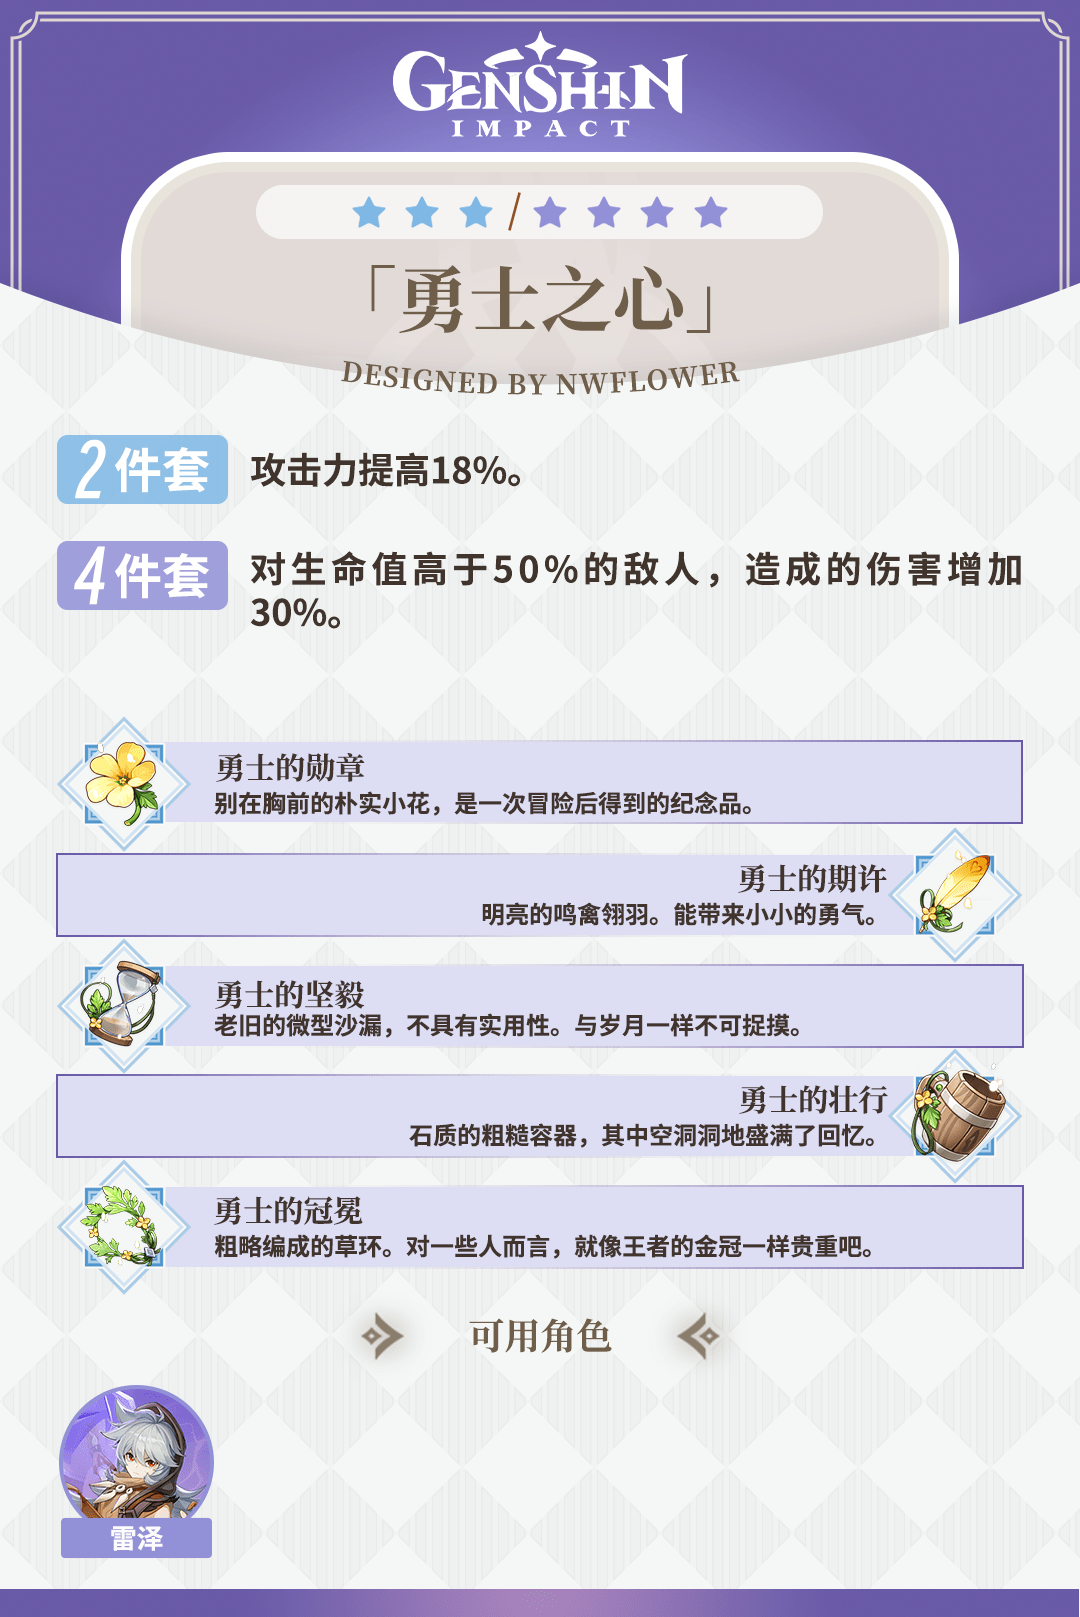 GENSHIN
IMPACT
「勇士之心」
DESIGNED BY NWFLOWER
2件套
攻击力提高18%。
4件套
对生命值高于50%的敌人，造成的伤害增加
30%。
勇士的勋章
别在胸前的朴实小花，是一次冒险后得到的纪念品。
勇士的期许
明亮的鸣禽翎羽。能带来小小的勇气。
勇士的坚毅
老旧的微型沙漏，不具有实用性。与岁月一样不可捉摸。
勇士的壮行
石质的粗糙容器，其中空洞洞地盛满了回忆。
勇士的冠冕
粗略编成的草环。对一些人而言，就像王者的金冠一样贵重吧。
可用角色
雷泽